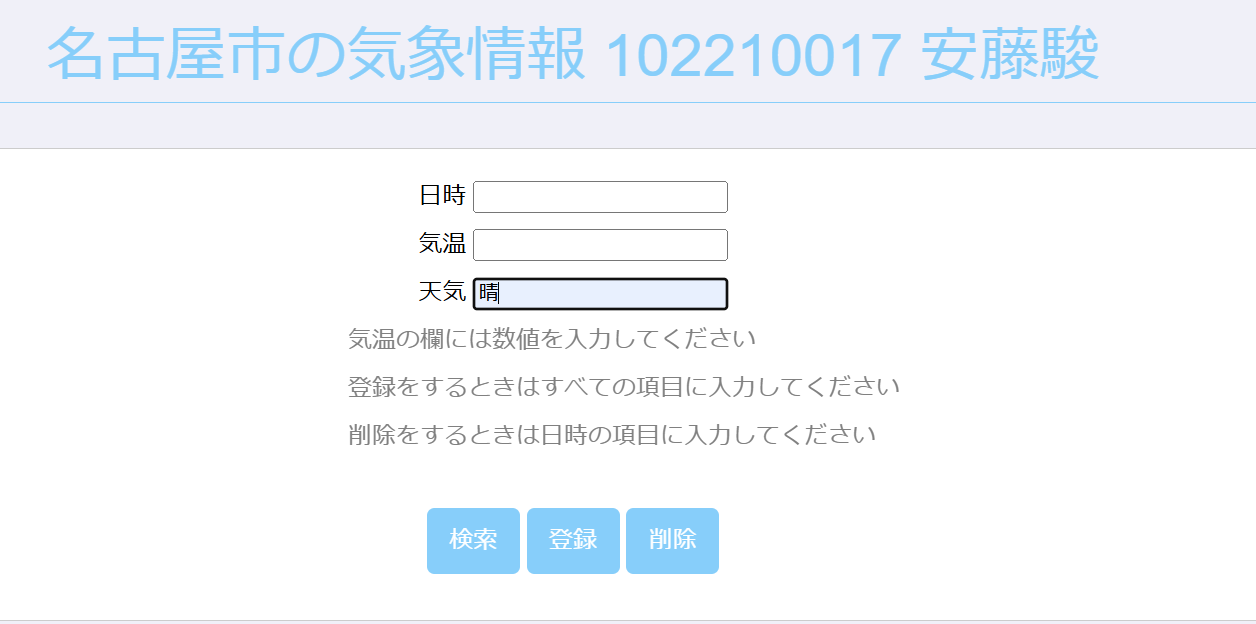 名古屋市の気象情報 102210017 安藤駿
日時
気温
天気 晴
気温の欄には数値を入力してください
登録をするときはすべての項目に入力してください
削除をするときは日時の項目に入力してください
検索 登録 削除